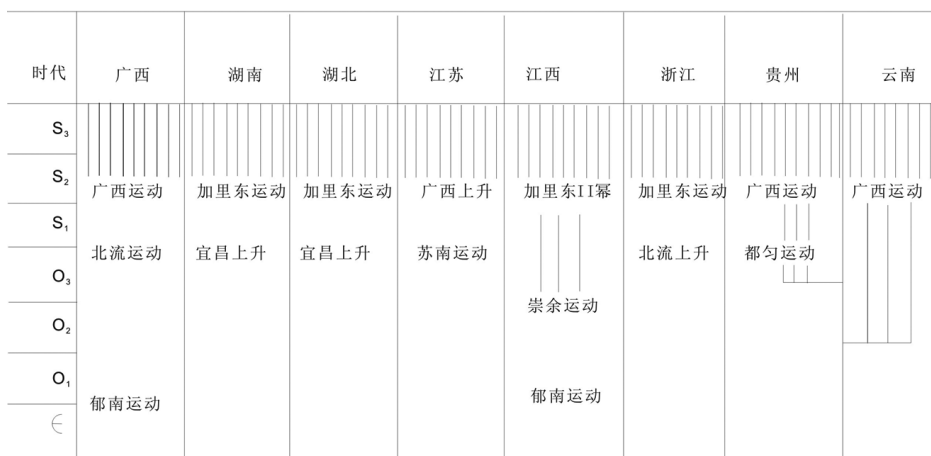 时代 广西 湖南 湖北 江苏 江西 浙江 贵州 云南
S₃
S₂
广西运动 加里东运动 加里东运动 广西上升 加里东II幂 加里东运动 广西运动 广西运动
S₁
北流运动 宜昌上升 宜昌上升 苏南运动 北流上升 都匀运动
O₃
崇余运动
O₂
O₁
郁南运动
郁南运动
∈